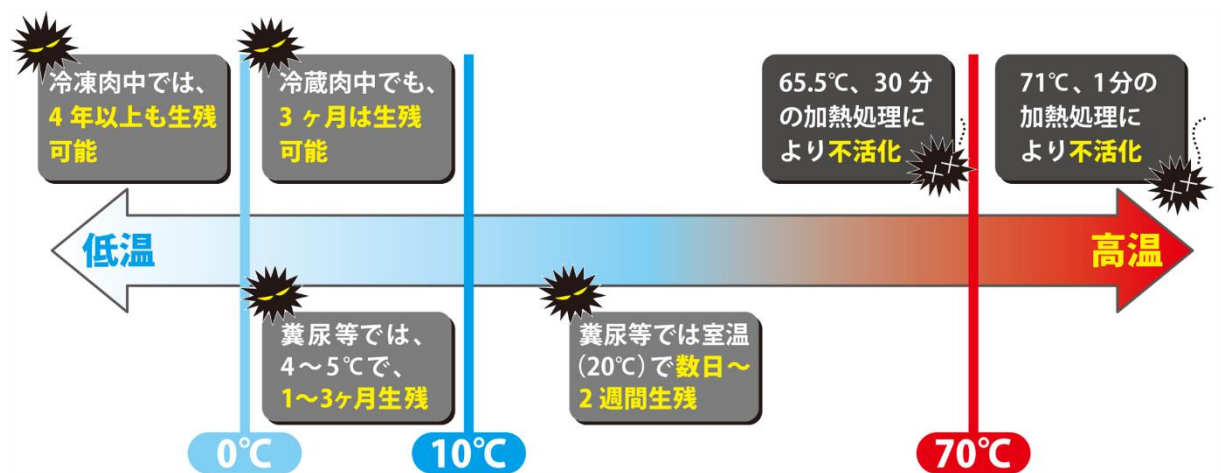 冷凍肉中では、
4年以上も生残
可能
冷蔵肉中でも、
3ヶ月は生残
可能
65.5℃、30分
の加熱処理に
より不活化
71℃、1分の
加熱処理に
より不活化
低温
高温
糞尿等では、
4～5℃で、
1～3ヶ月生残
糞尿等では室温
(20℃)で数日～
2週間生残
0℃
10℃
70℃